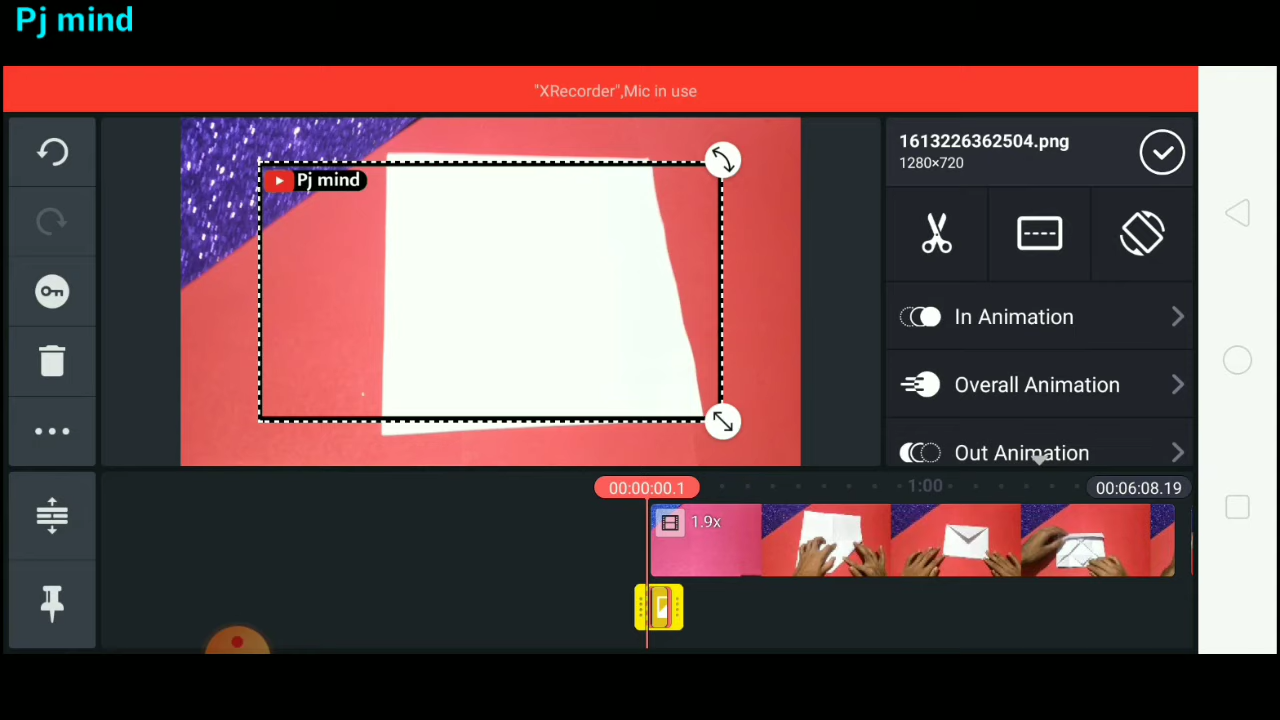 Pj mind
"XRecorder",Mic in use
1613226362504.png
1280×720
Pj mind
In Animation
Overall Animation
Out Animation
00:00:00.1
1:00
00:06:08.19
1.9x